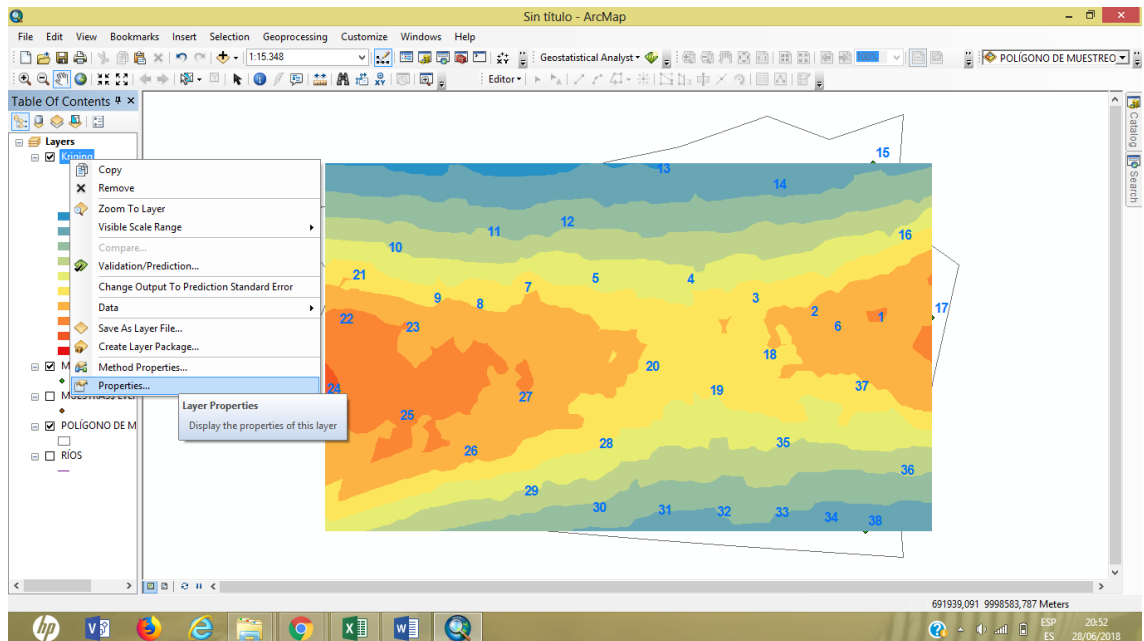 Sin título - ArcMap
File Edit View Bookmarks Insert Selection Geoprocessing Customize Windows Help
1:15.348
Geostatistical Analyst
100%
POLÍGONO DE MUESTREO
Editor
Table Of Contents
Layers
Kriging
Copy
Remove
Zoom To Layer
Visible Scale Range
Compare...
Validation/Prediction...
Change Output To Prediction Standard Error
Data
Save As Layer File...
Create Layer Package...
Method Properties...
Properties...
Layer Properties
Display the properties of this layer
POLÍGONO DE M
RÍOS
Catalog
Search
15
13
14
12
11
16
10
21
5
4
7
9
8
3
2
17
1
6
22
23
18
20
24
27
19
37
25
26
28
35
36
29
30
31
32
33
34
38
691939,091 9998583,787 Meters
ESP
ES
20:52
28/06/2018